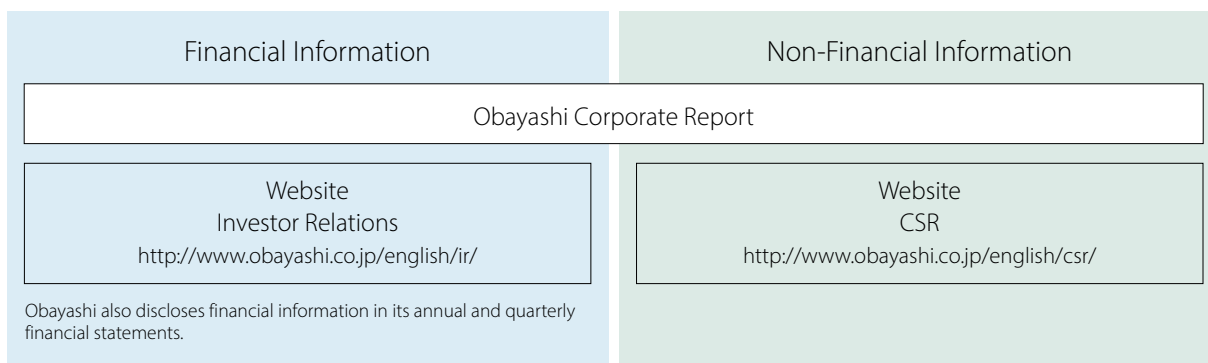 Financial Information
Non-Financial Information
Obayashi Corporate Report
Website
Investor Relations
http://www.obayashi.co.jp/english/ir/
Website
CSR
http://www.obayashi.co.jp/english/csr/
Obayashi also discloses financial information in its annual and quarterly
financial statements.